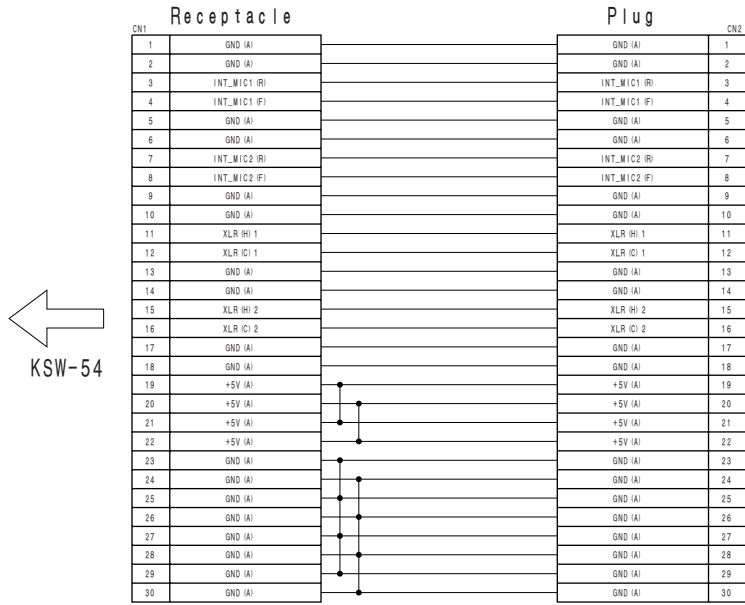 Receptacle Plug
CN1 CN2
1 GND (A) GND (A) 1
2 GND (A) GND (A) 2
3 INT_MIC1 (R) INT_MIC1 (R) 3
4 INT_MIC1 (F) INT_MIC1 (F) 4
5 GND (A) GND (A) 5
6 GND (A) GND (A) 6
7 INT_MIC2 (R) INT_MIC2 (R) 7
8 INT_MIC2 (F) INT_MIC2 (F) 8
9 GND (A) GND (A) 9
10 GND (A) GND (A) 10
11 XLR (H) 1 XLR (H) 1 11
12 XLR (C) 1 XLR (C) 1 12
13 GND (A) GND (A) 13
14 GND (A) GND (A) 14
15 XLR (H) 2 XLR (H) 2 15
16 XLR (C) 2 XLR (C) 2 16
17 GND (A) GND (A) 17
KSW-54
18 GND (A) GND (A) 18
19 +5V (A) +5V (A) 19
20 +5V (A) +5V (A) 20
21 +5V (A) +5V (A) 21
22 +5V (A) +5V (A) 22
23 GND (A) GND (A) 23
24 GND (A) GND (A) 24
25 GND (A) GND (A) 25
26 GND (A) GND (A) 26
27 GND (A) GND (A) 27
28 GND (A) GND (A) 28
29 GND (A) GND (A) 29
30 GND (A) GND (A) 30